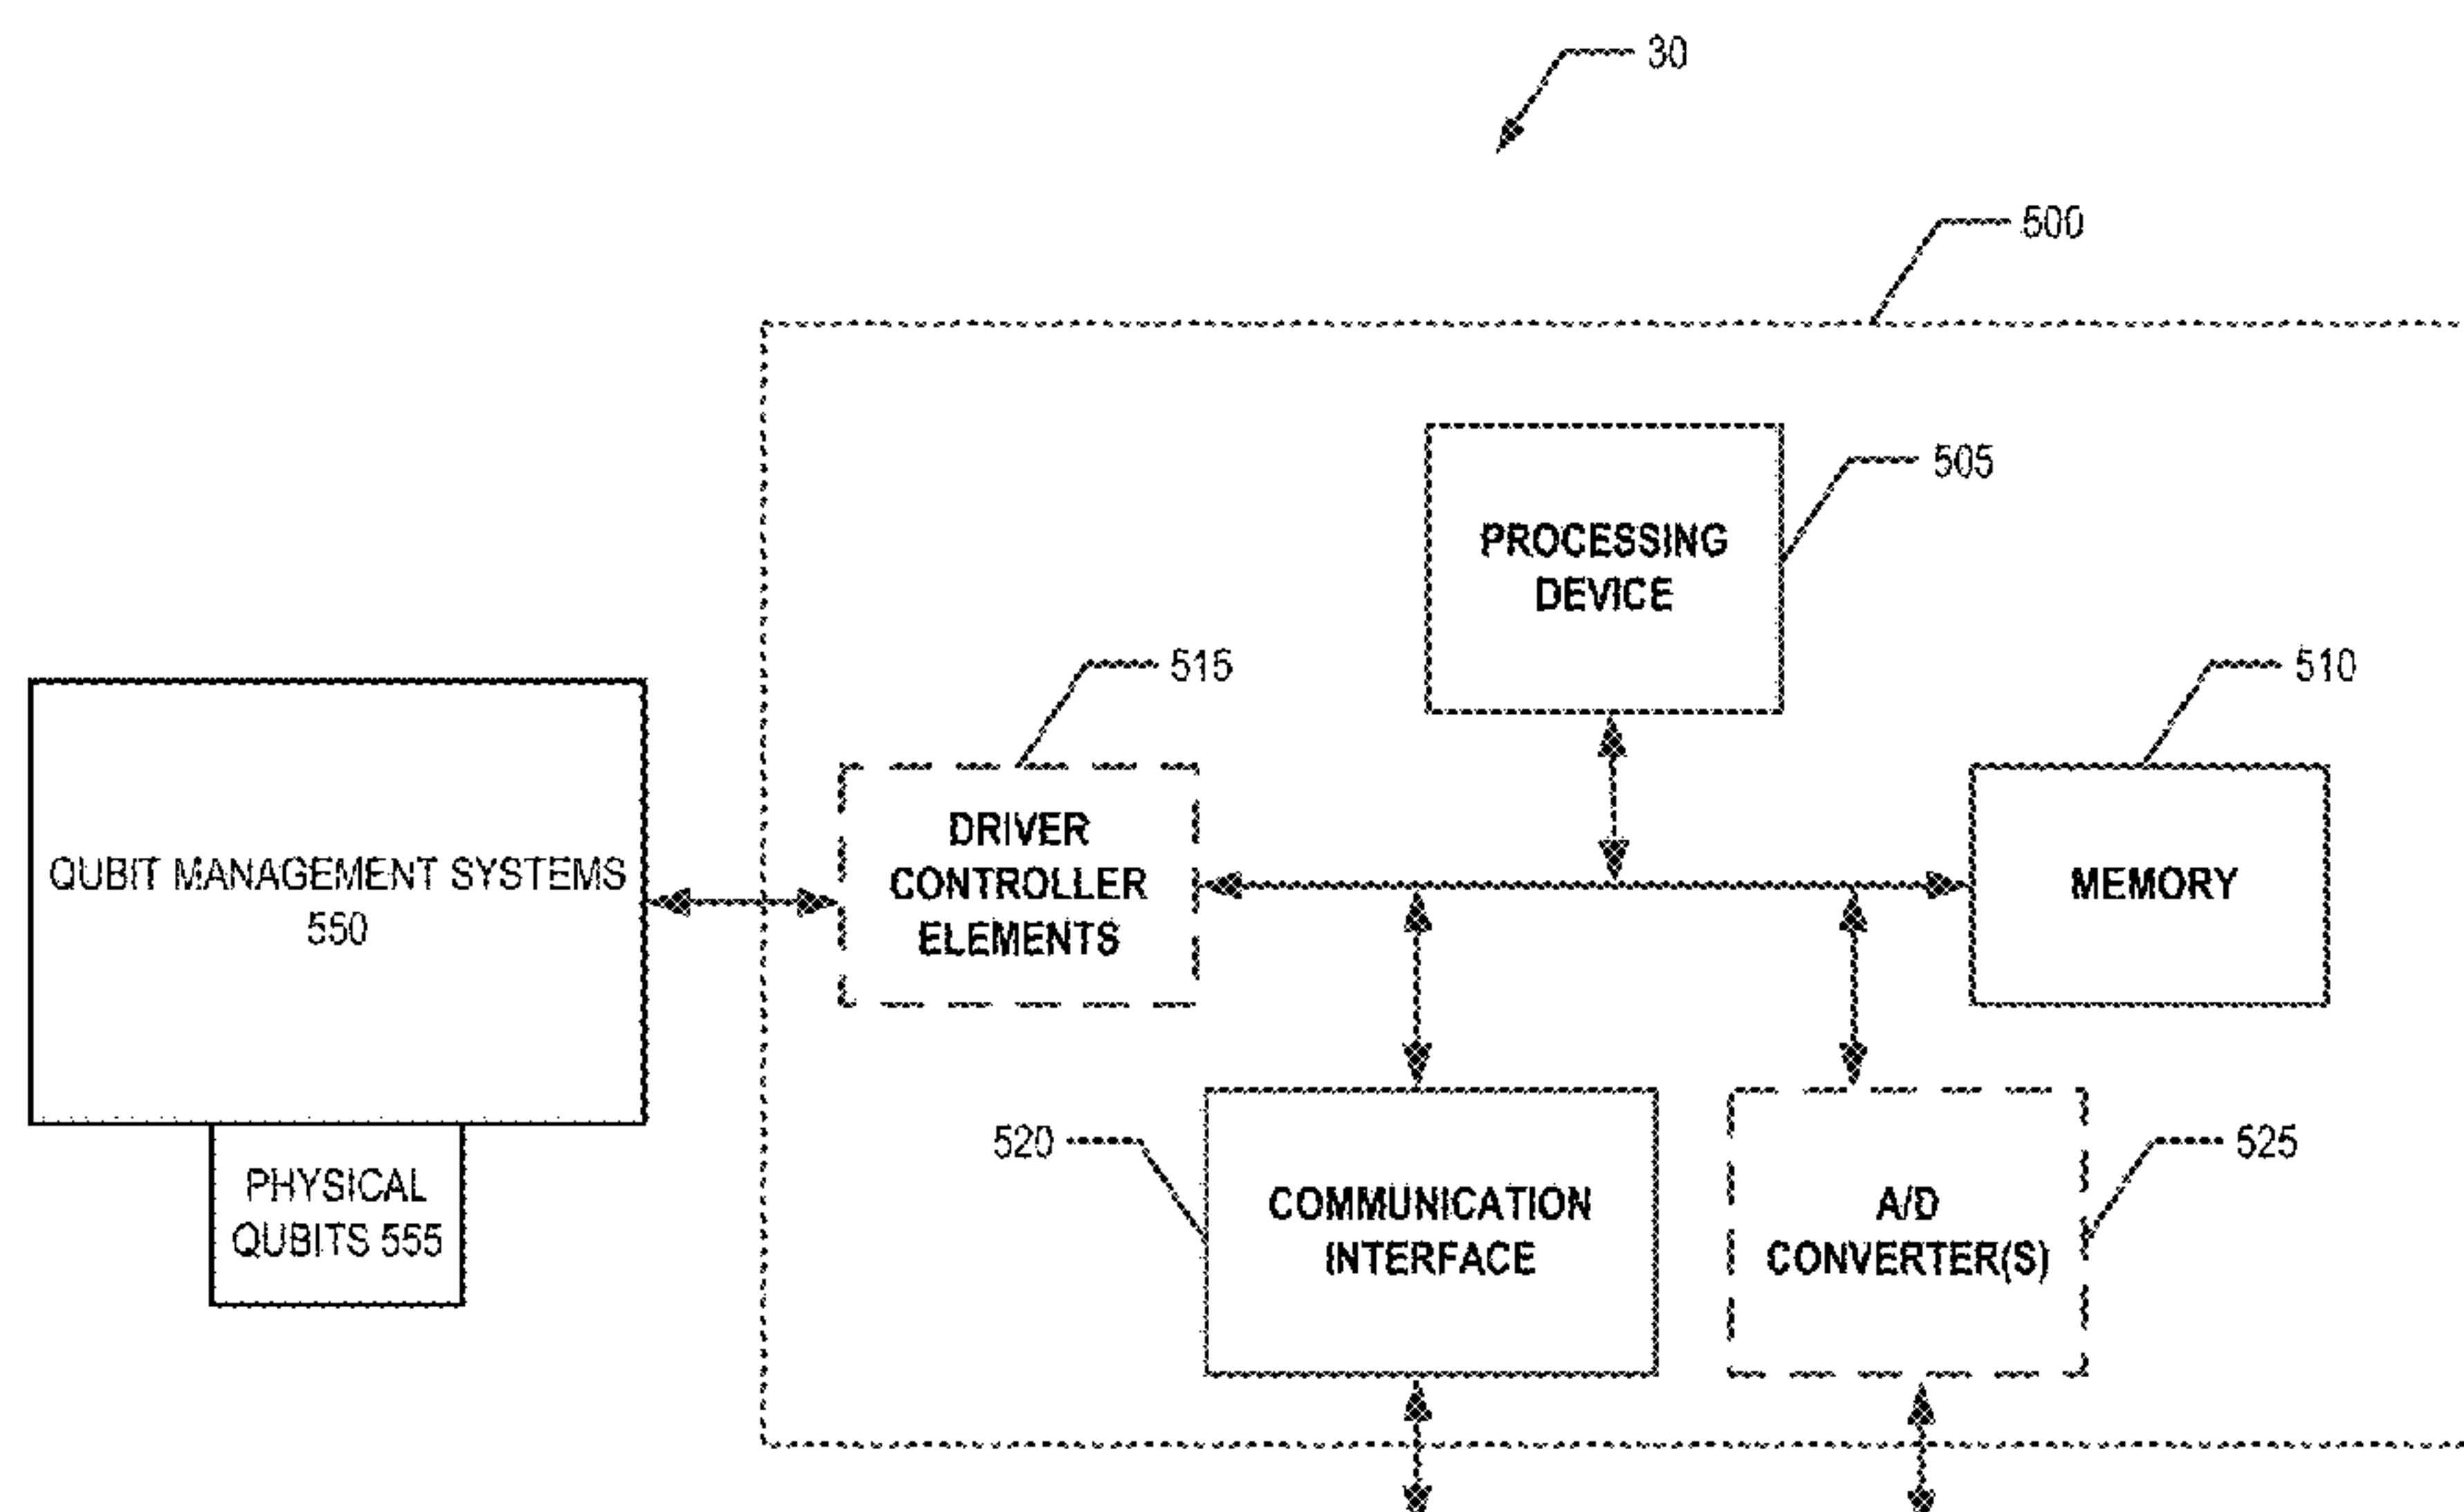 30
500
PROCESSING
DEVICE
505
515
510
QUBIT MANAGEMENT SYSTEMS
550
DRIVER
CONTROLLER
ELEMENTS
MEMORY
PHYSICAL
QUBITS 555
520
COMMUNICATION
INTERFACE
A/D
CONVERTER(S)
525